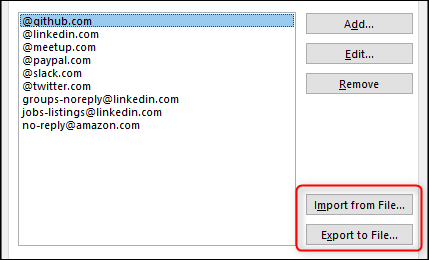 @github.com
@linkedin.com
@meetup.com
@paypal.com
@slack.com
@twitter.com
groups-noreply@linkedin.com
jobs-listings@linkedin.com
no-reply@amazon.com
Add...
Edit...
Remove
Import from File...
Export to File...